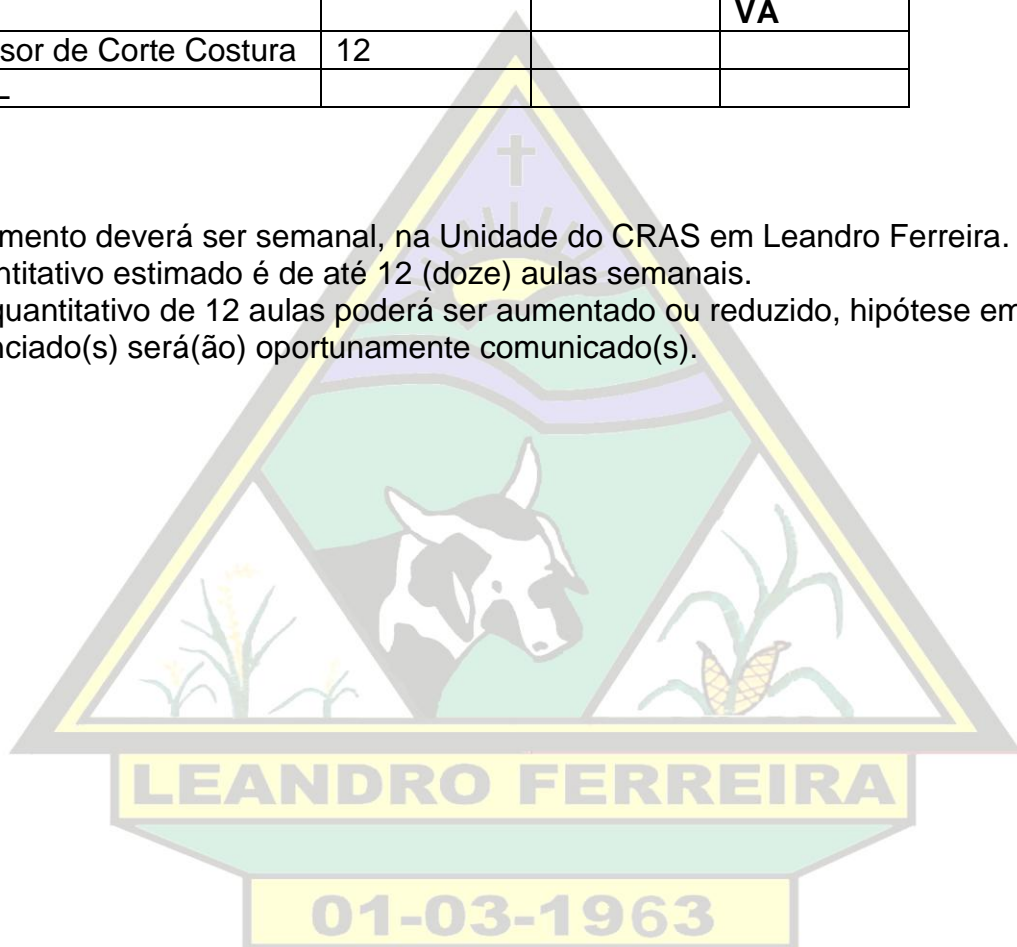 VA
sor de Corte Costura 12
mento deverá ser semanal, na Unidade do CRAS em Leandro Ferreira.
ntitativo estimado é de até 12 (doze) aulas semanais.
quantitativo de 12 aulas poderá ser aumentado ou reduzido, hipótese em
nciado(s) será(ão) oportunamente comunicado(s).
LEANDRO FERREIRA
01-03-1963